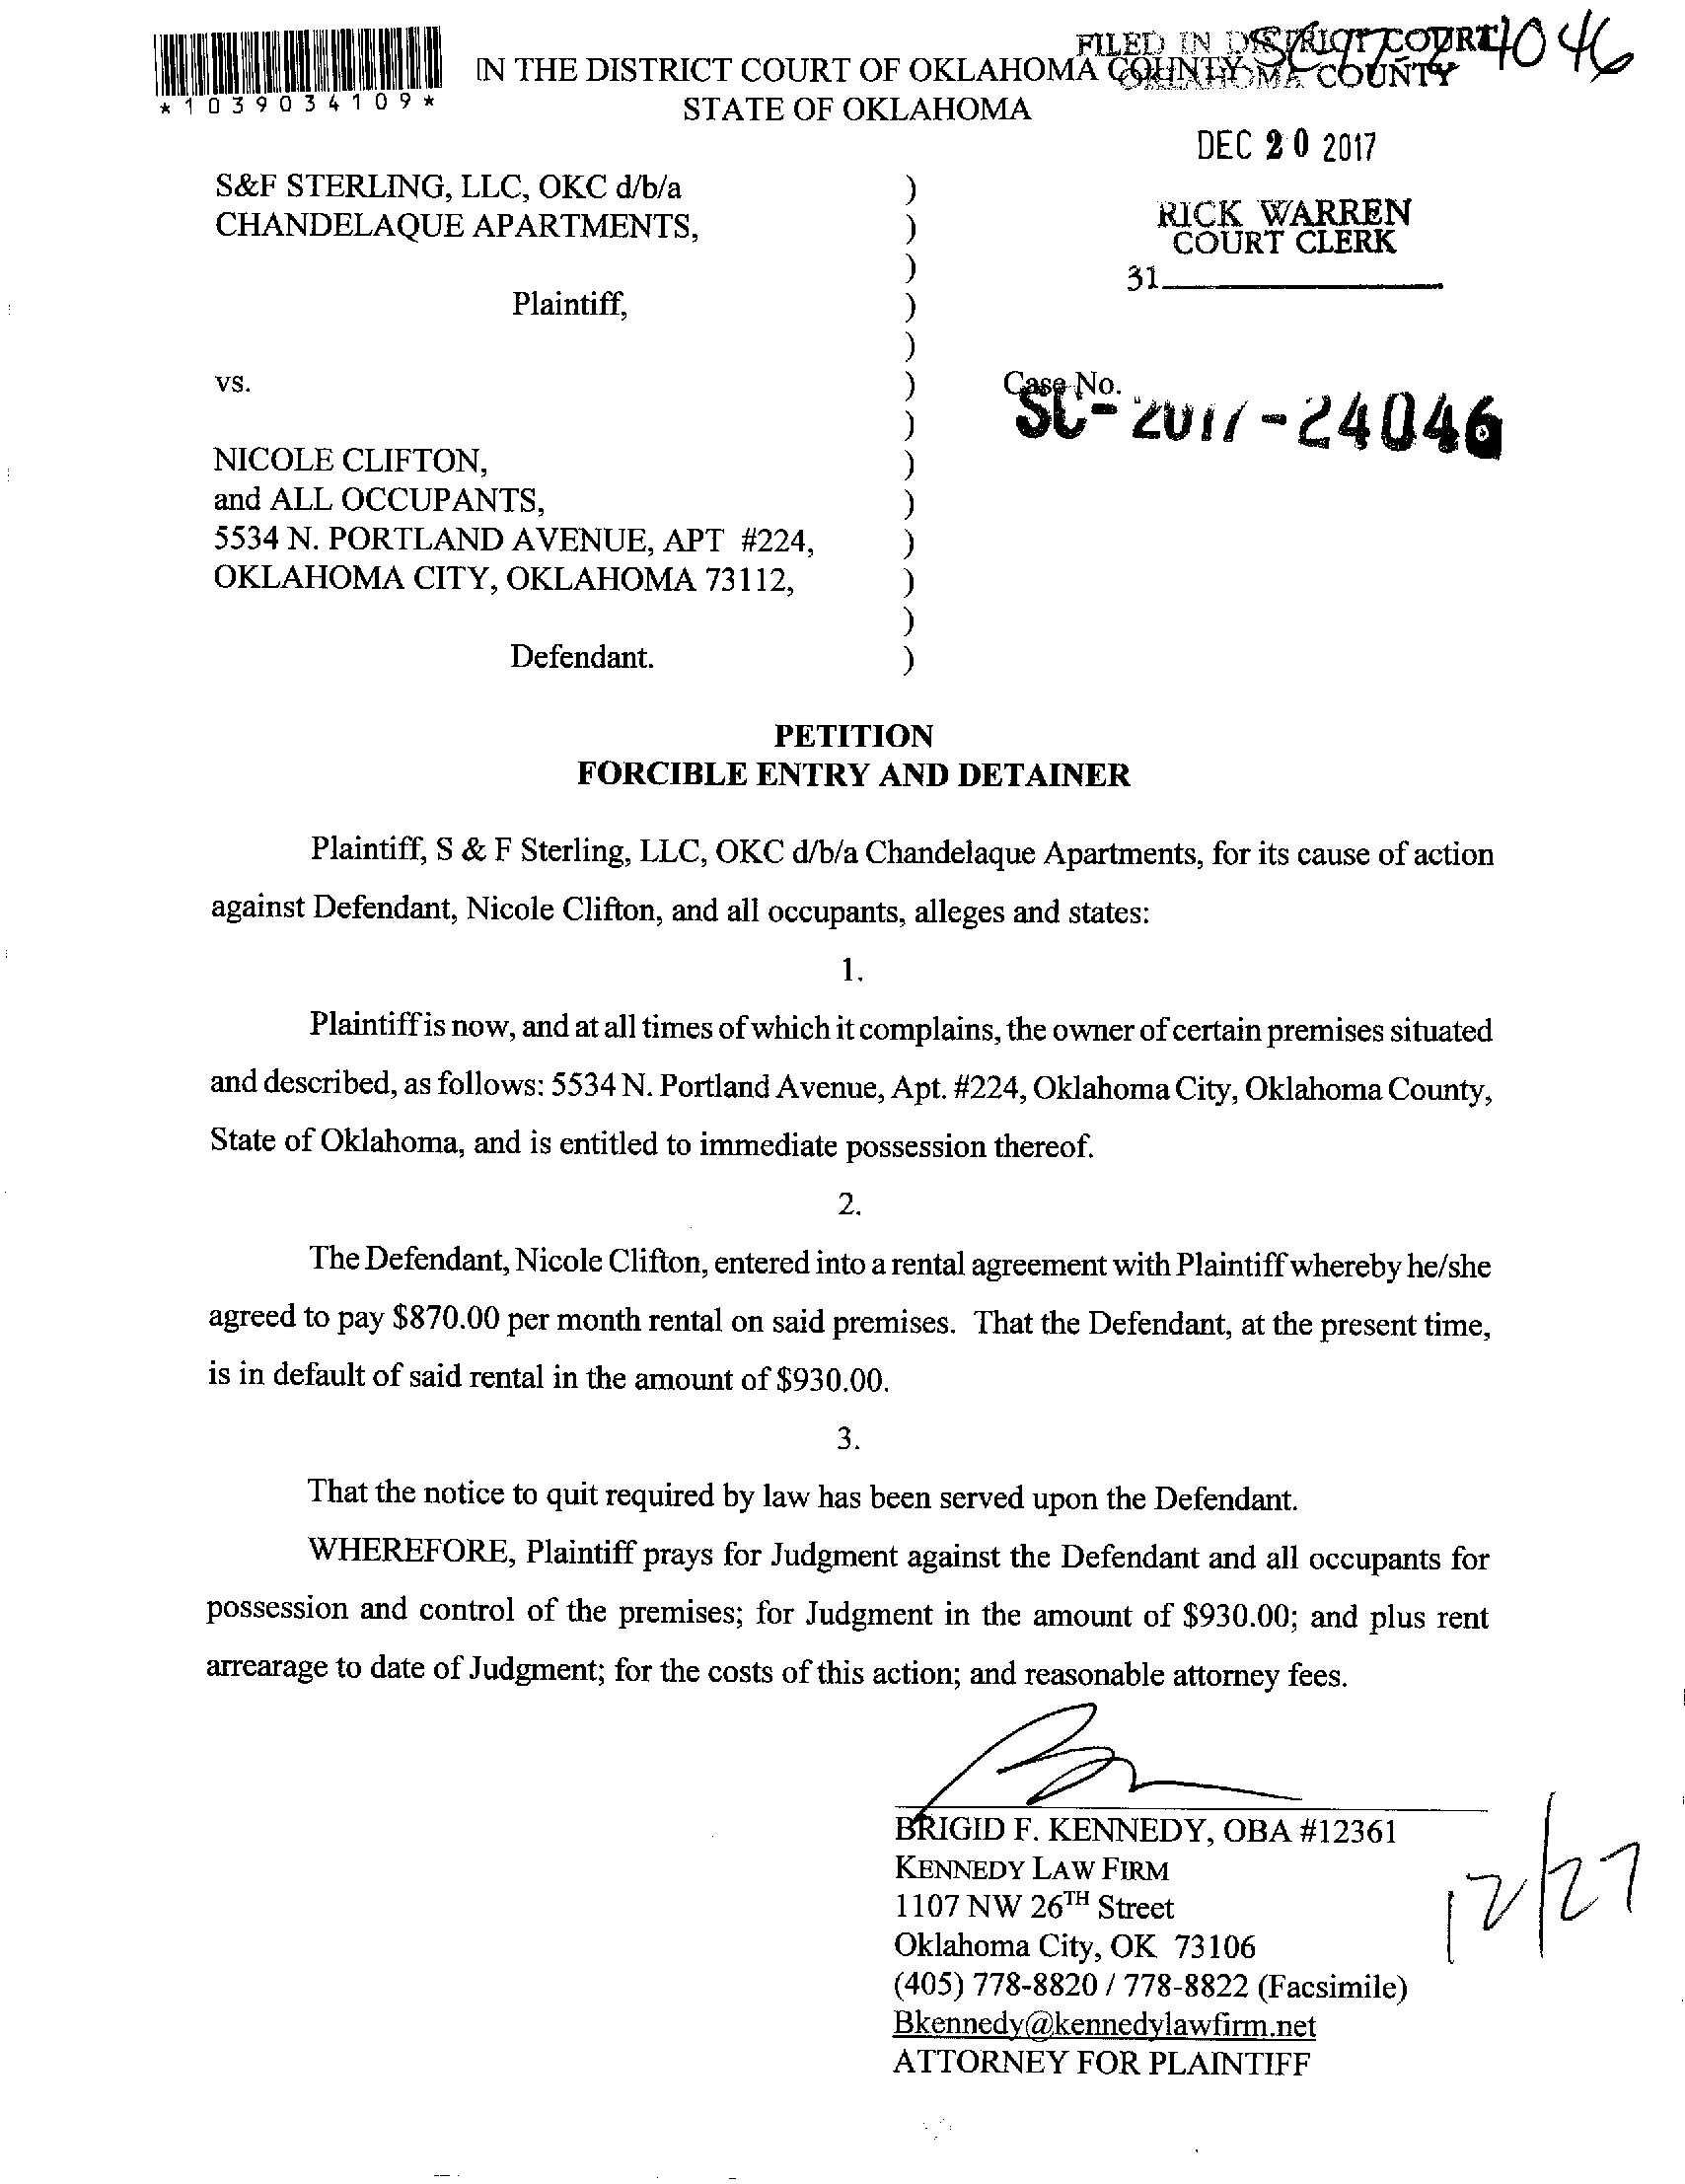 *1039034109*
IN THE DISTRICT COURT OF OKLAHOMA COUNTY
STATE OF OKLAHOMA
FILED IN DISTRICT COURT
OKLAHOMA COUNTY
SC1724046
DEC 20 2017
RICK WARREN
COURT CLERK
31
S&F STERLING, LLC, OKC d/b/a )
CHANDELAQUE APARTMENTS, )
)
Plaintiff, )
)
vs. )
)
Case No.
SC-2017-24046
NICOLE CLIFTON, )
and ALL OCCUPANTS, )
5534 N. PORTLAND AVENUE, APT #224, )
OKLAHOMA CITY, OKLAHOMA 73112, )
)
Defendant. )
PETITION
FORCIBLE ENTRY AND DETAINER
Plaintiff, S & F Sterling, LLC, OKC d/b/a Chandelaque Apartments, for its cause of action
against Defendant, Nicole Clifton, and all occupants, alleges and states:
1.
Plaintiff is now, and at all times of which it complains, the owner of certain premises situated
and described, as follows: 5534 N. Portland Avenue, Apt. #224, Oklahoma City, Oklahoma County,
State of Oklahoma, and is entitled to immediate possession thereof.
2.
The Defendant, Nicole Clifton, entered into a rental agreement with Plaintiff whereby he/she
agreed to pay $870.00 per month rental on said premises. That the Defendant, at the present time,
is in default of said rental in the amount of $930.00.
3.
That the notice to quit required by law has been served upon the Defendant.
WHEREFORE, Plaintiff prays for Judgment against the Defendant and all occupants for
possession and control of the premises; for Judgment in the amount of $930.00; and plus rent
arrearage to date of Judgment; for the costs of this action; and reasonable attorney fees.
BRIGID F. KENNEDY, OBA #12361
KENNEDY LAW FIRM
1107 NW 26TH Street
Oklahoma City, OK 73106
(405) 778-8820 / 778-8822 (Facsimile)
Bkennedy@kennedylawfirm.net
ATTORNEY FOR PLAINTIFF
12/27